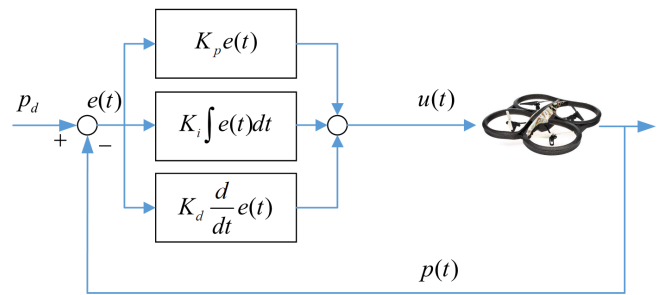 K_p e(t)
p_d
e(t)
u(t)
+
−
K_i ∫ e(t)dt
K_d d/dt e(t)
p(t)